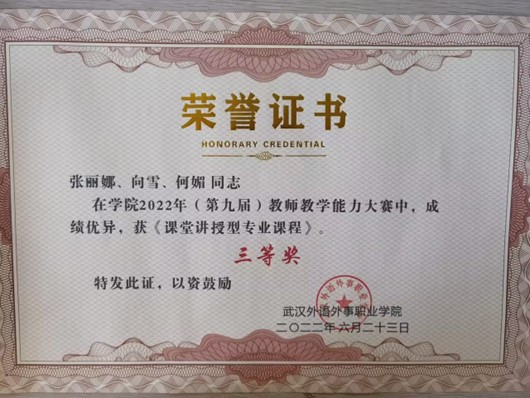 荣誉证书
HONORARY CREDENTIAL
张丽娜、向雪、何媚 同志
在学院2022年（第九届）教师教学能力大赛中，成
绩优异，获《课堂讲授型专业课程》。
三等奖
特发此证，以资鼓励
武汉外语外事职业学院
二〇二二年六月二十三日